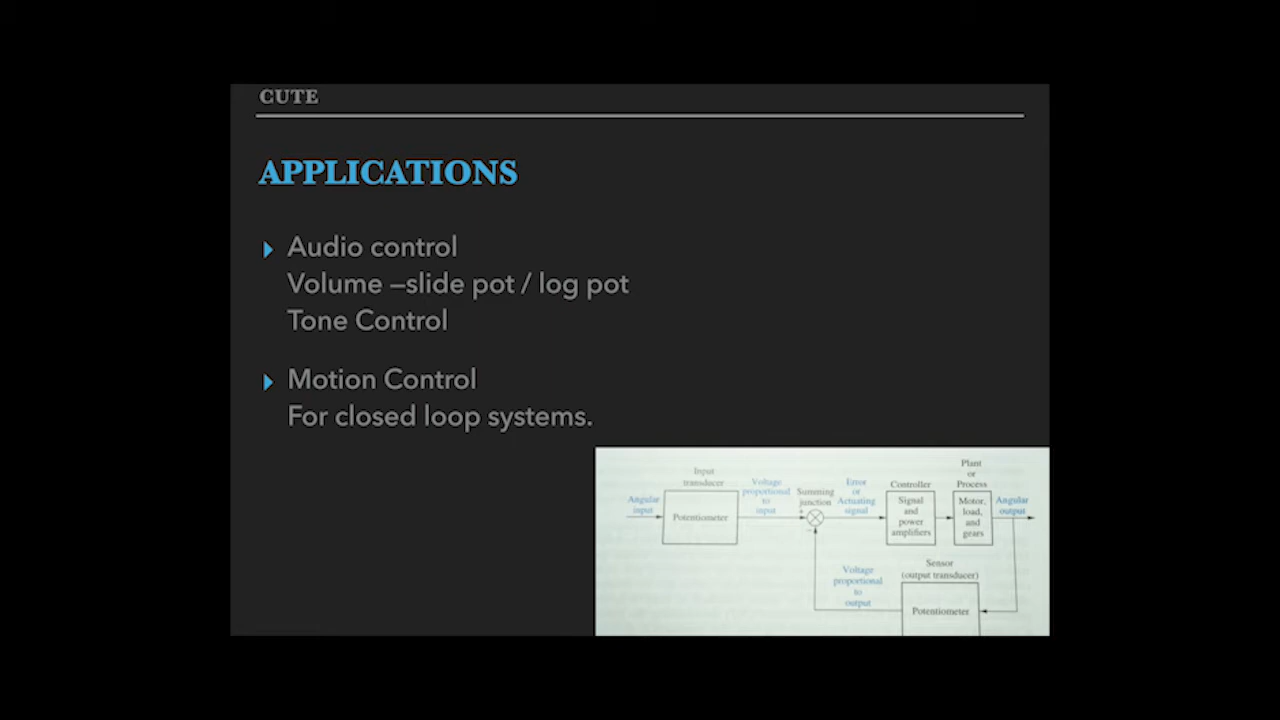 CUTE
APPLICATIONS
Audio control
Volume –slide pot / log pot
Tone Control
Motion Control
For closed loop systems.
Input
transducer
Angular
input
Potentiometer
Voltage
proportional
to
input
Summing
junction
+
−
Error
or
Actuating
signal
Controller
Signal
and
power
amplifiers
Plant
or
Process
Motor,
load,
and
gears
Angular
output
Voltage
proportional
to
output
Sensor
(output transducer)
Potentiometer